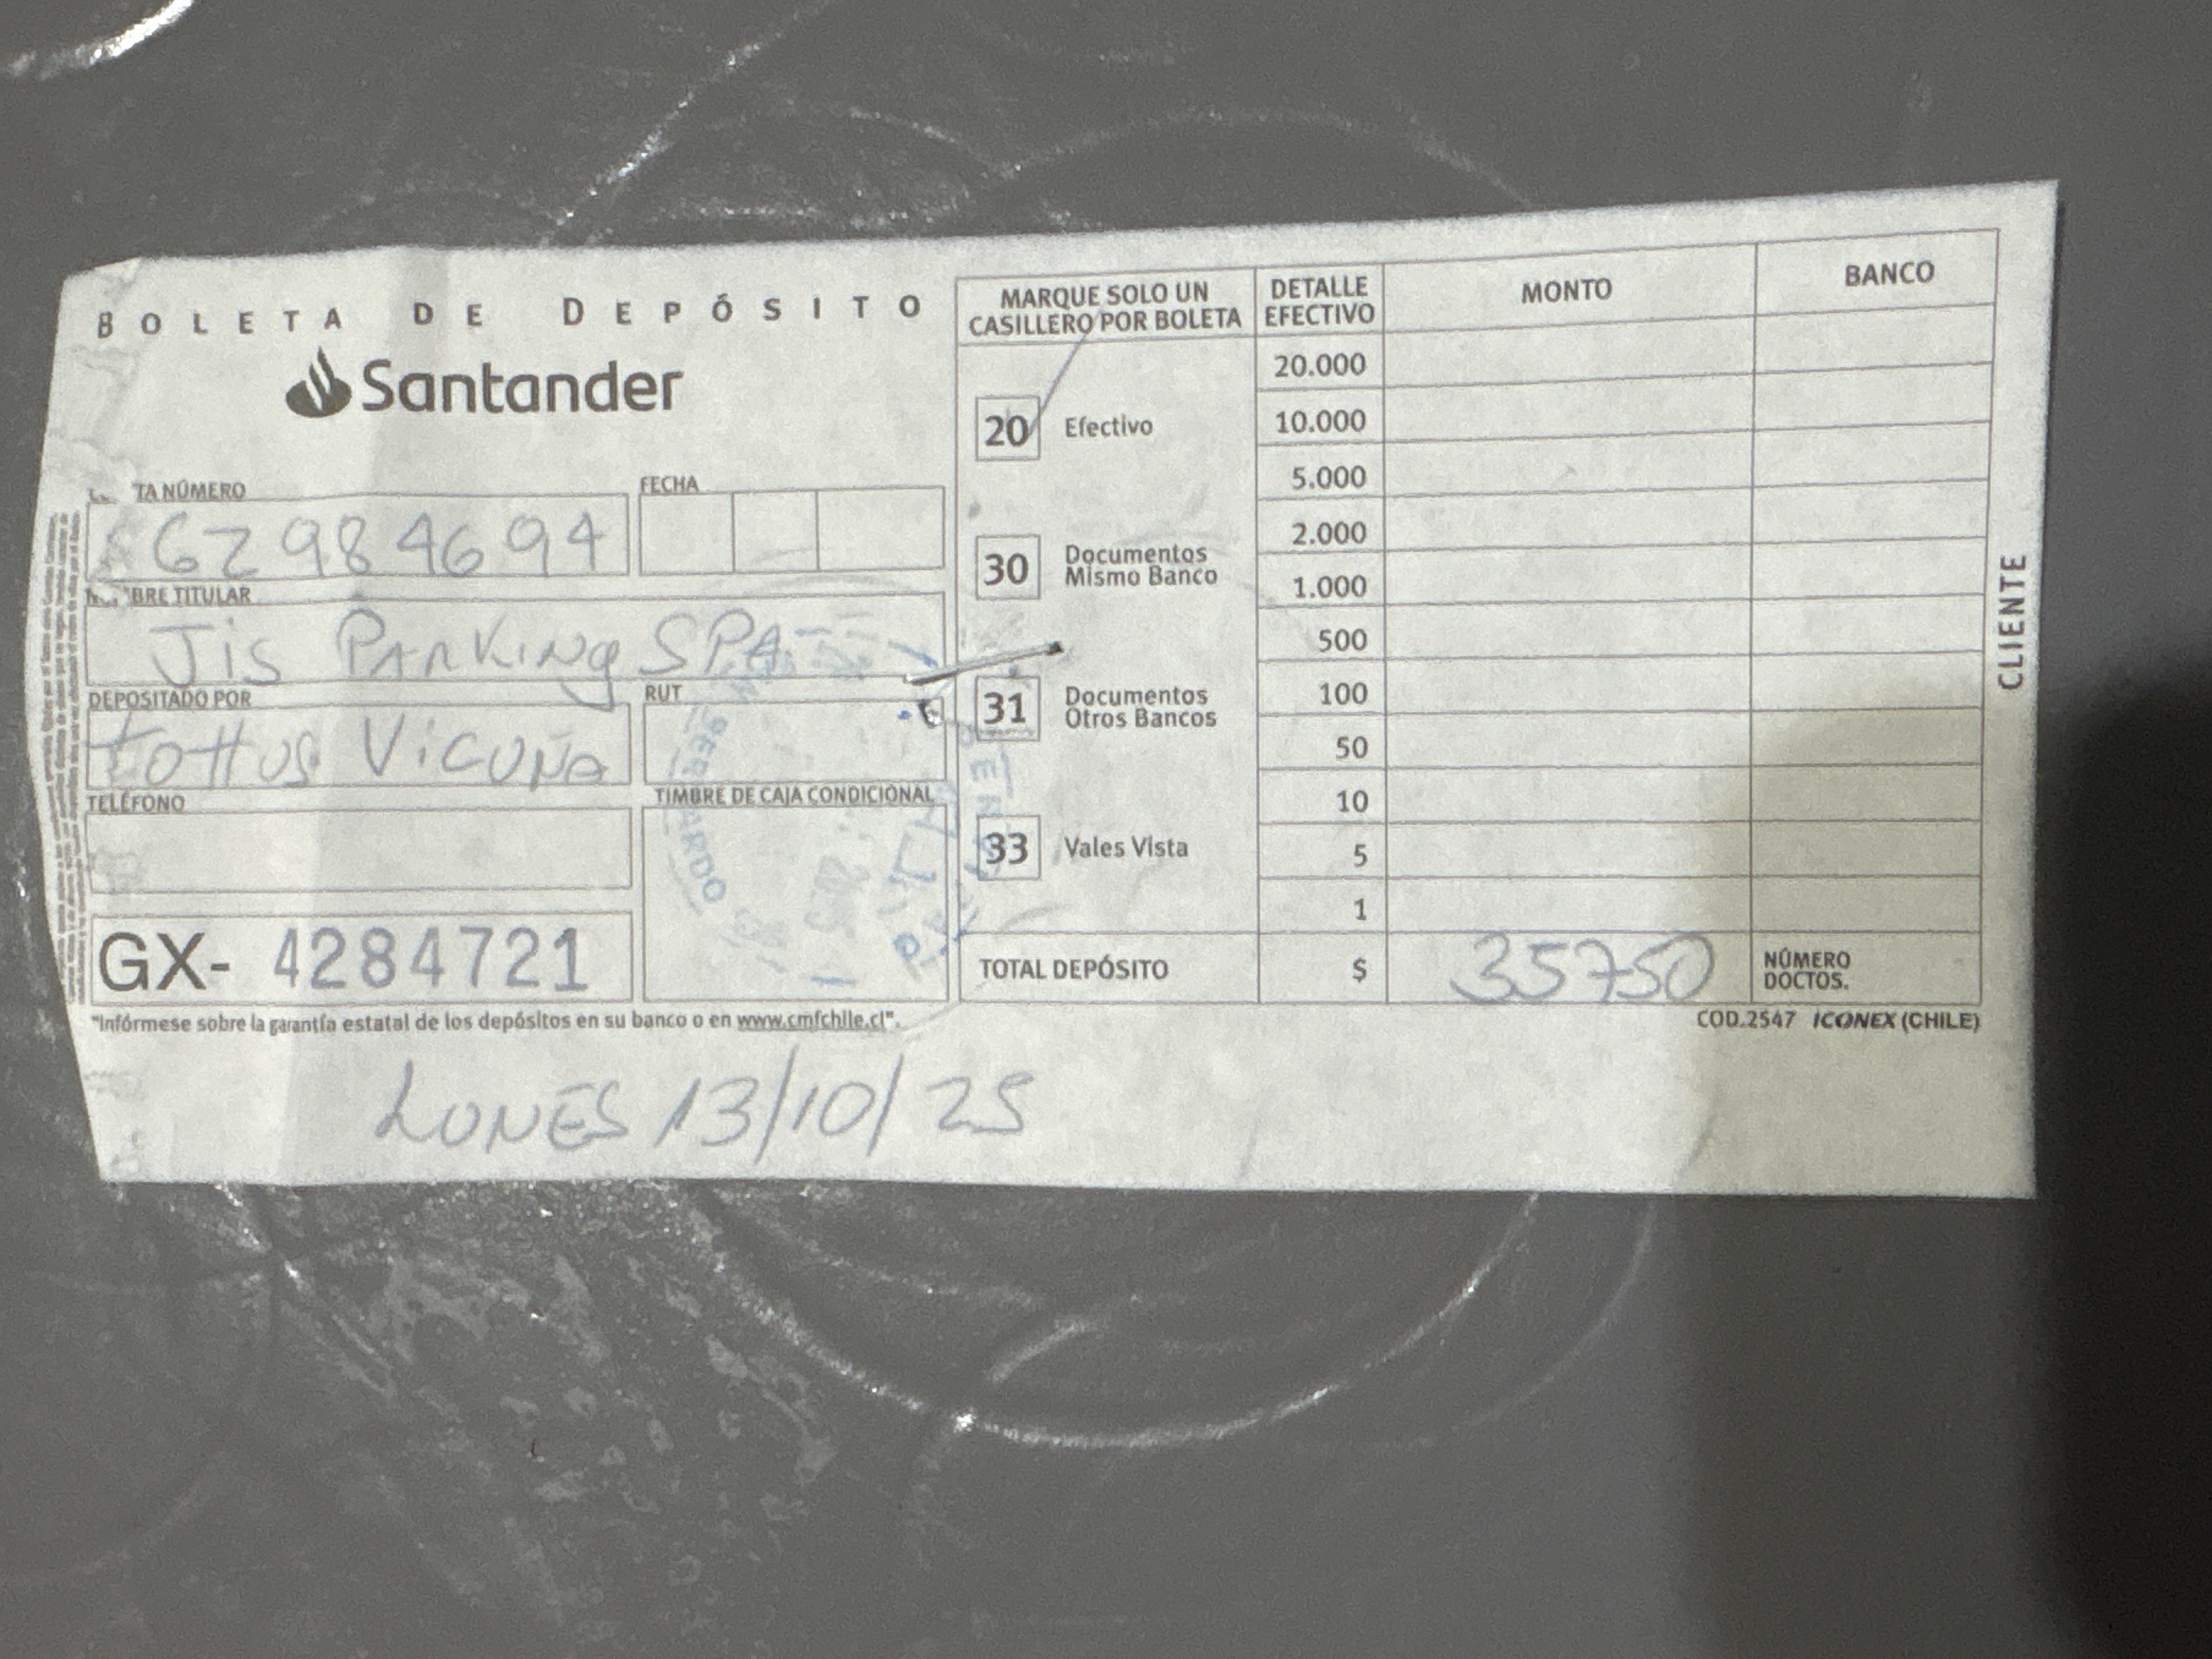 BOLETA DE DEPÓSITO
Santander
TA NÚMERO
62984694
FECHA
BRE TITULAR
Jis Parking SPA
DEPOSITADO POR
tottus Vicuña
RUT
TELÉFONO
TIMBRE DE CAJA CONDICIONAL
GX- 4284721
"Infórmese sobre la garantía estatal de los depósitos en su banco o en www.cmfchile.cl".
LUNES 13/10/25
MARQUE SOLO UN
CASILLERO POR BOLETA
20 Efectivo
30 Documentos
Mismo Banco
31 Documentos
Otros Bancos
33 Vales Vista
DETALLE
EFECTIVO
MONTO
BANCO
20.000
10.000
5.000
2.000
1.000
500
100
50
10
5
1
TOTAL DEPÓSITO $ 35750
NÚMERO
DOCTOS.
COD.2547 ICONEX (CHILE)
CLIENTE